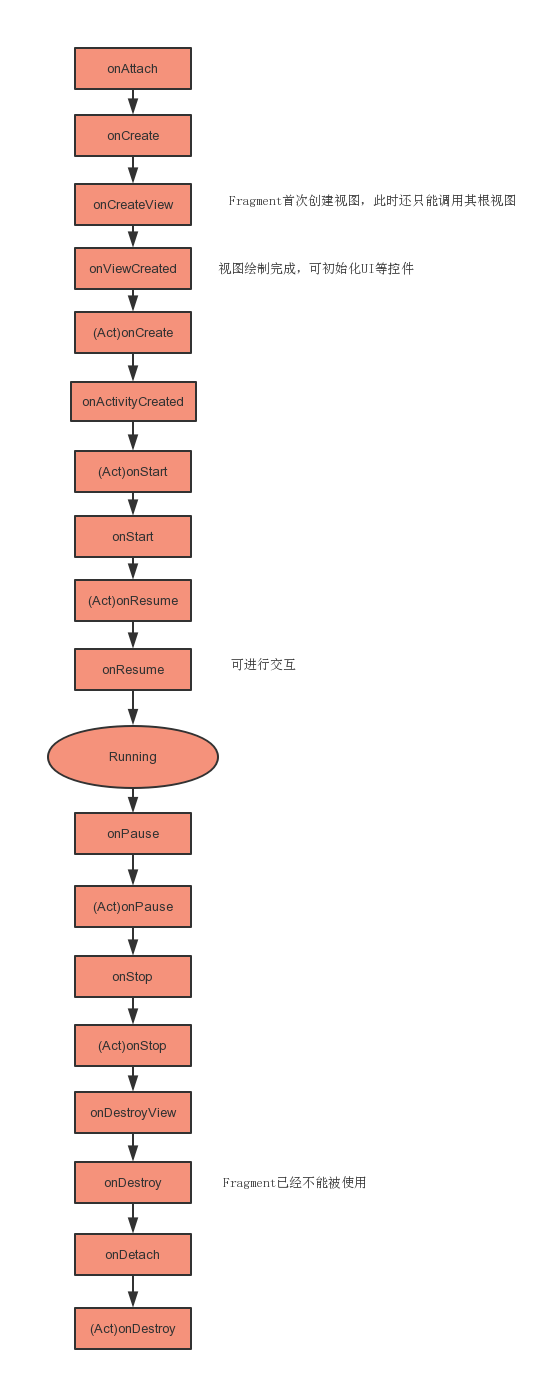 onAttach
onCreate
onCreateView
Fragment首次创建视图，此时还只能调用其根视图
onViewCreated
视图绘制完成，可初始化UI等控件
(Act)onCreate
onActivityCreated
(Act)onStart
onStart
(Act)onResume
onResume
可进行交互
Running
onPause
(Act)onPause
onStop
(Act)onStop
onDestroyView
onDestroy
Fragment已经不能被使用
onDetach
(Act)onDestroy